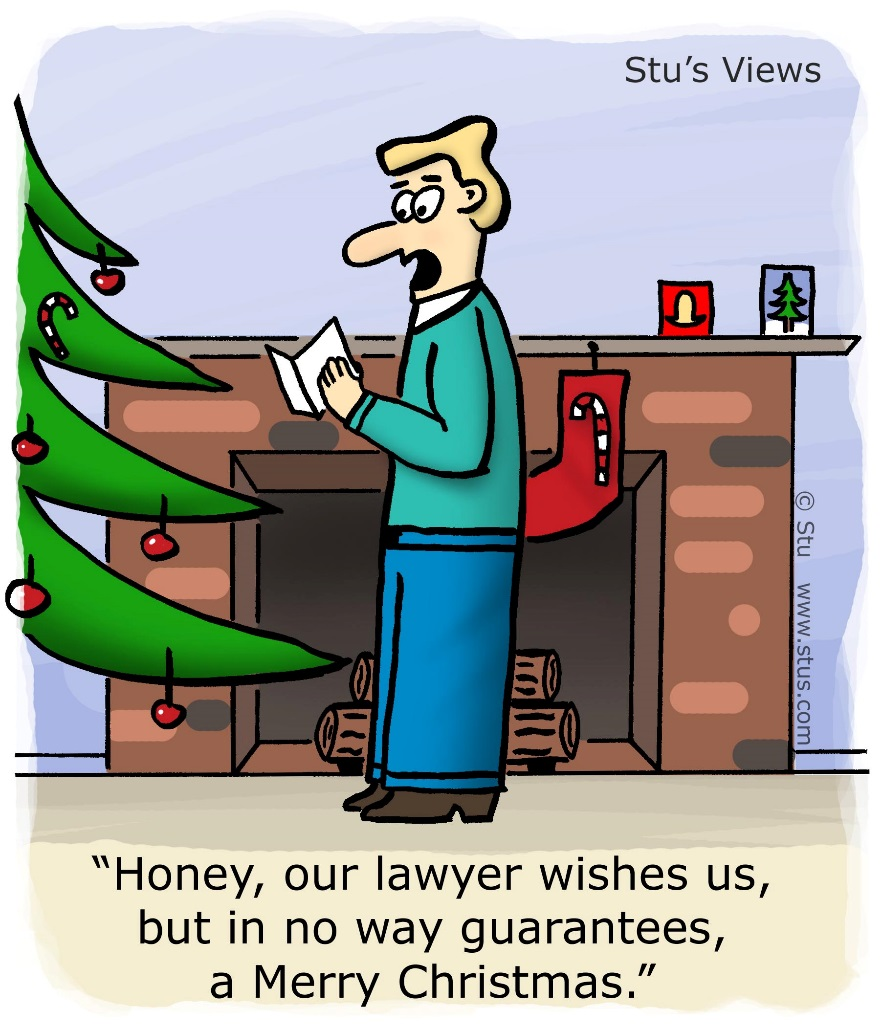 Stu’s Views
© Stu www.stus.com
“Honey, our lawyer wishes us,
but in no way guarantees,
a Merry Christmas.”